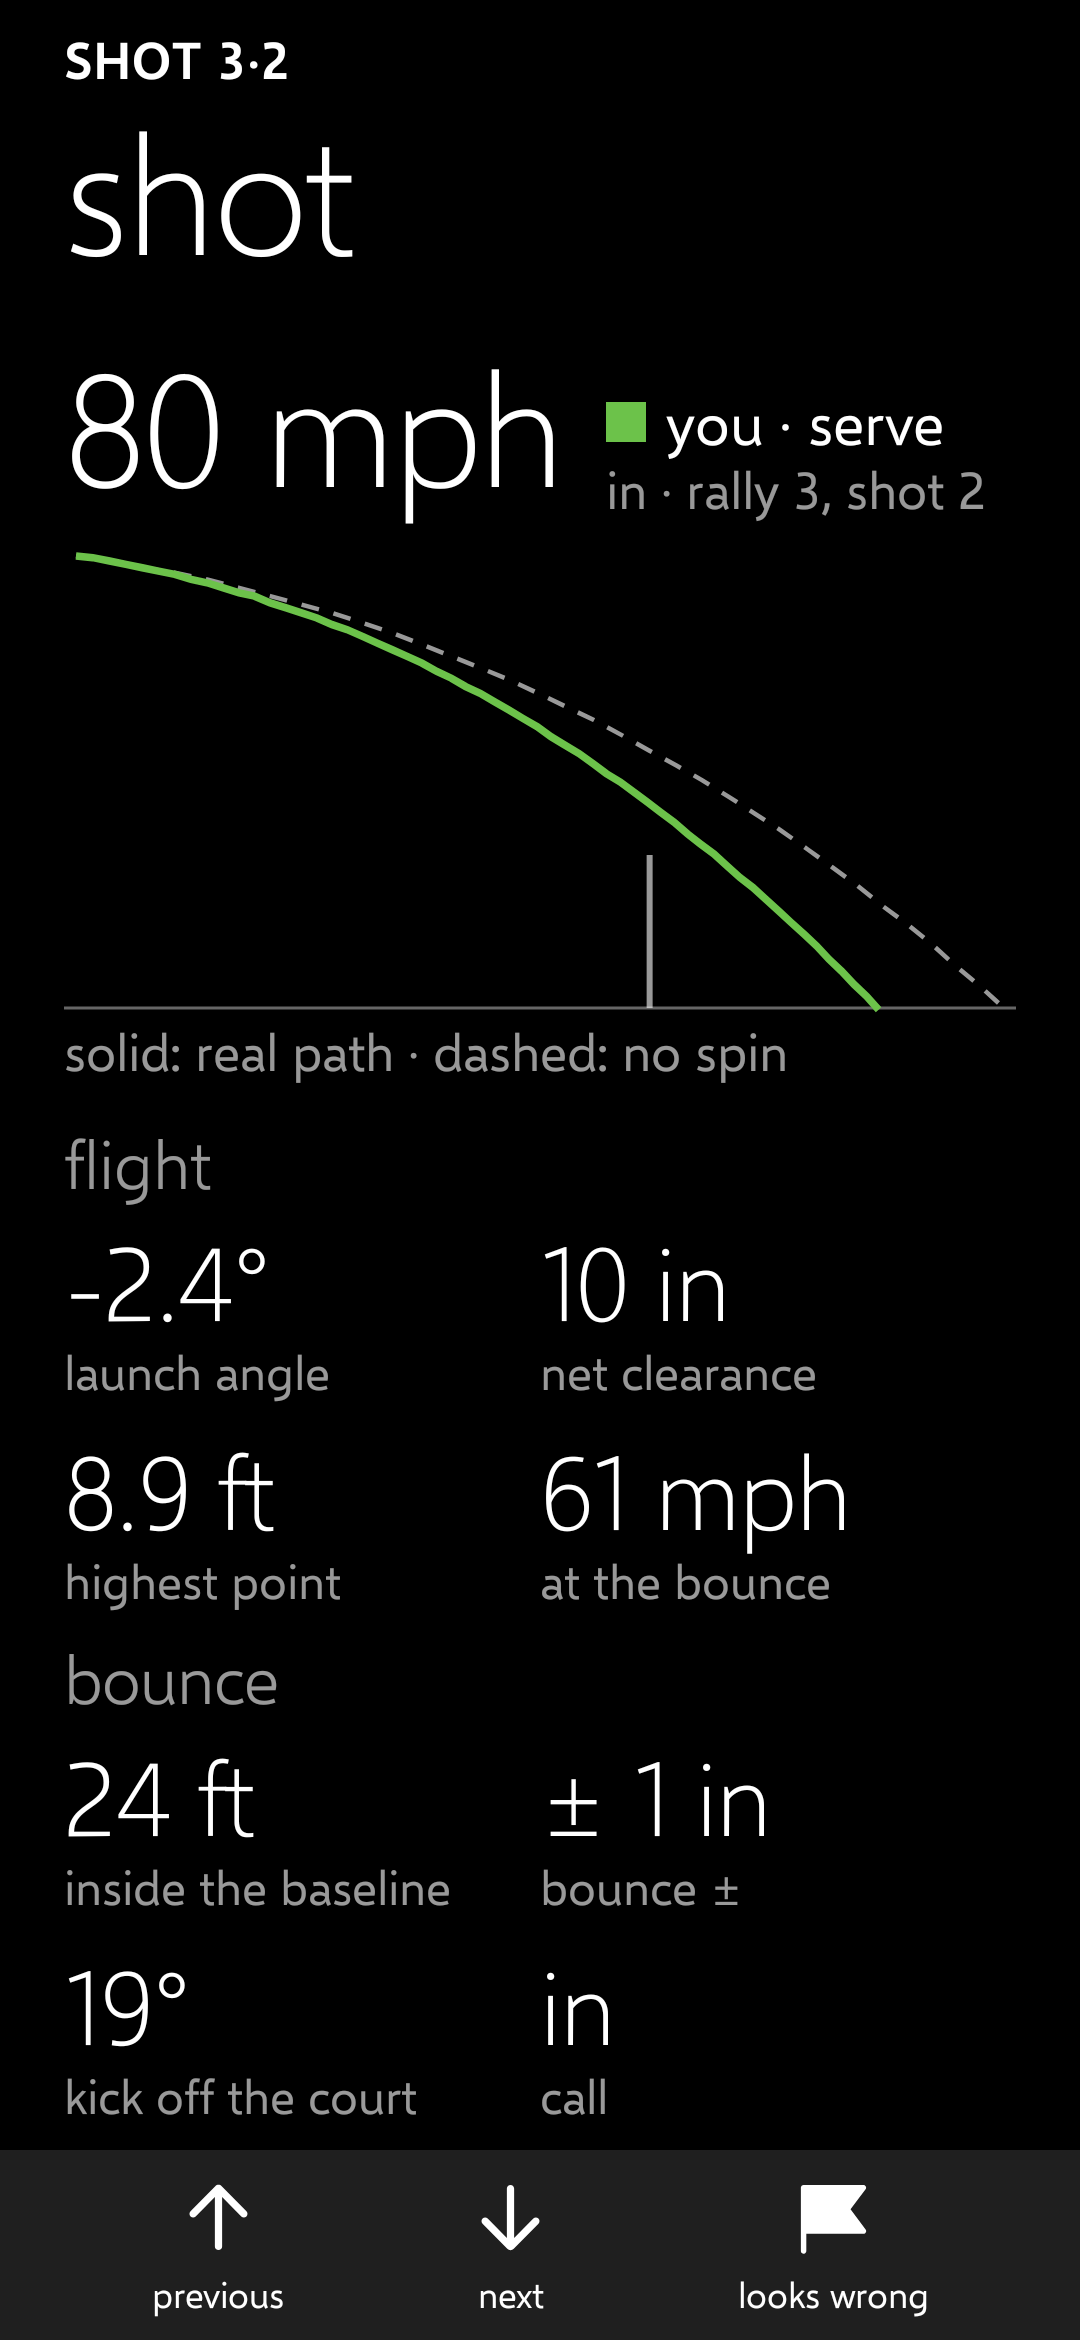 SHOT 3·2
shot
80 mph
you · serve
in · rally 3, shot 2
solid: real path · dashed: no spin
flight
-2.4°
10 in
launch angle
net clearance
8.9 ft
61 mph
highest point
at the bounce
bounce
24 ft
± 1 in
inside the baseline
bounce ±
19°
in
kick off the court
call
previous
next
looks wrong